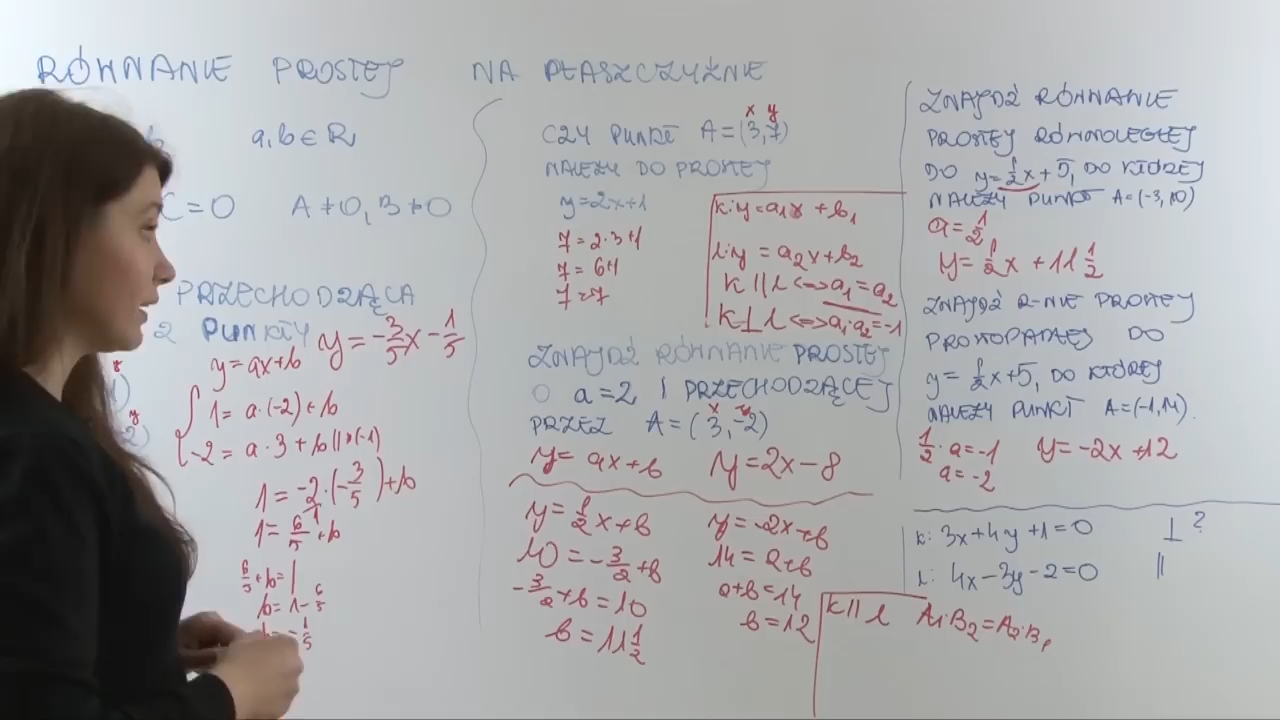 RÓWNANIE PROSTEJ NA PŁASZCZYŹNIE
a,b ∈ R
C=0 A≠0, B≠0
PRZECHODZĄCA
2 PUNKTY y=-3/5x-1/5
y=ax+b
1=a·(-2)+b
-2=a·3+b ||·(-1)
1=-2·(-3/5)+b
1=6/5+b
6/5+b=1
b=1-6/5
b=-1/5
x y
CZY PUNKT A=(3,7)
NALEŻY DO PROSTEJ
y=2x+1
7=2·3+1
7=6+1
7=7
k: y=a₁x+b₁
l: y=a₂x+b₂
k || l <=> a₁=a₂
k⊥l <=> a₁·a₂=-1
ZNAJDŹ RÓWNANIE PROSTEJ
O a=2 I PRZECHODZĄCEJ
x y
PRZEZ A=(3,-2)
y=ax+b y=2x-8
y=1/2x+b
10=-3/2+b
-3/2+b=10
b=11 1/2
y=-2x+b
14=2+b
2+b=14
b=12
ZNAJDŹ RÓWNANIE
PROSTEJ RÓWNOLEGŁEJ
DO y=1/2x+5, DO KTÓREJ
NALEŻY PUNKT A=(-3,10)
a=1/2
y=1/2x+11 1/2
ZNAJDŹ R-NIE PROSTEJ
PROSTOPADŁEJ DO
y=1/2x+5, DO KTÓREJ
NALEŻY PUNKT A=(-1,14).
1/2·a=-1 y=-2x+12
a=-2
k: 3x+4y+1=0 ⊥ ?
l: 4x-3y-2=0 ||
k || l A₁·B₂=A₂·B₁